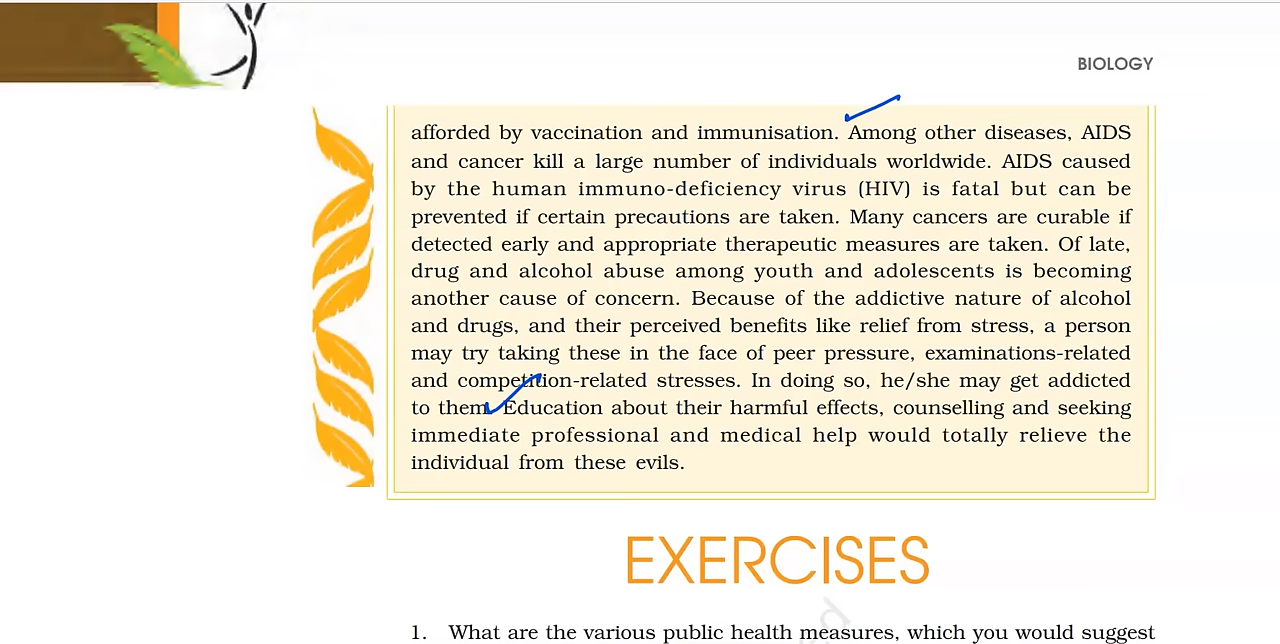 BIOLOGY
afforded by vaccination and immunisation. Among other diseases, AIDS
and cancer kill a large number of individuals worldwide. AIDS caused
by the human immuno-deficiency virus (HIV) is fatal but can be
prevented if certain precautions are taken. Many cancers are curable if
detected early and appropriate therapeutic measures are taken. Of late,
drug and alcohol abuse among youth and adolescents is becoming
another cause of concern. Because of the addictive nature of alcohol
and drugs, and their perceived benefits like relief from stress, a person
may try taking these in the face of peer pressure, examinations-related
and competition-related stresses. In doing so, he/she may get addicted
to them. Education about their harmful effects, counselling and seeking
immediate professional and medical help would totally relieve the
individual from these evils.
EXERCISES
1. What are the various public health measures, which you would suggest